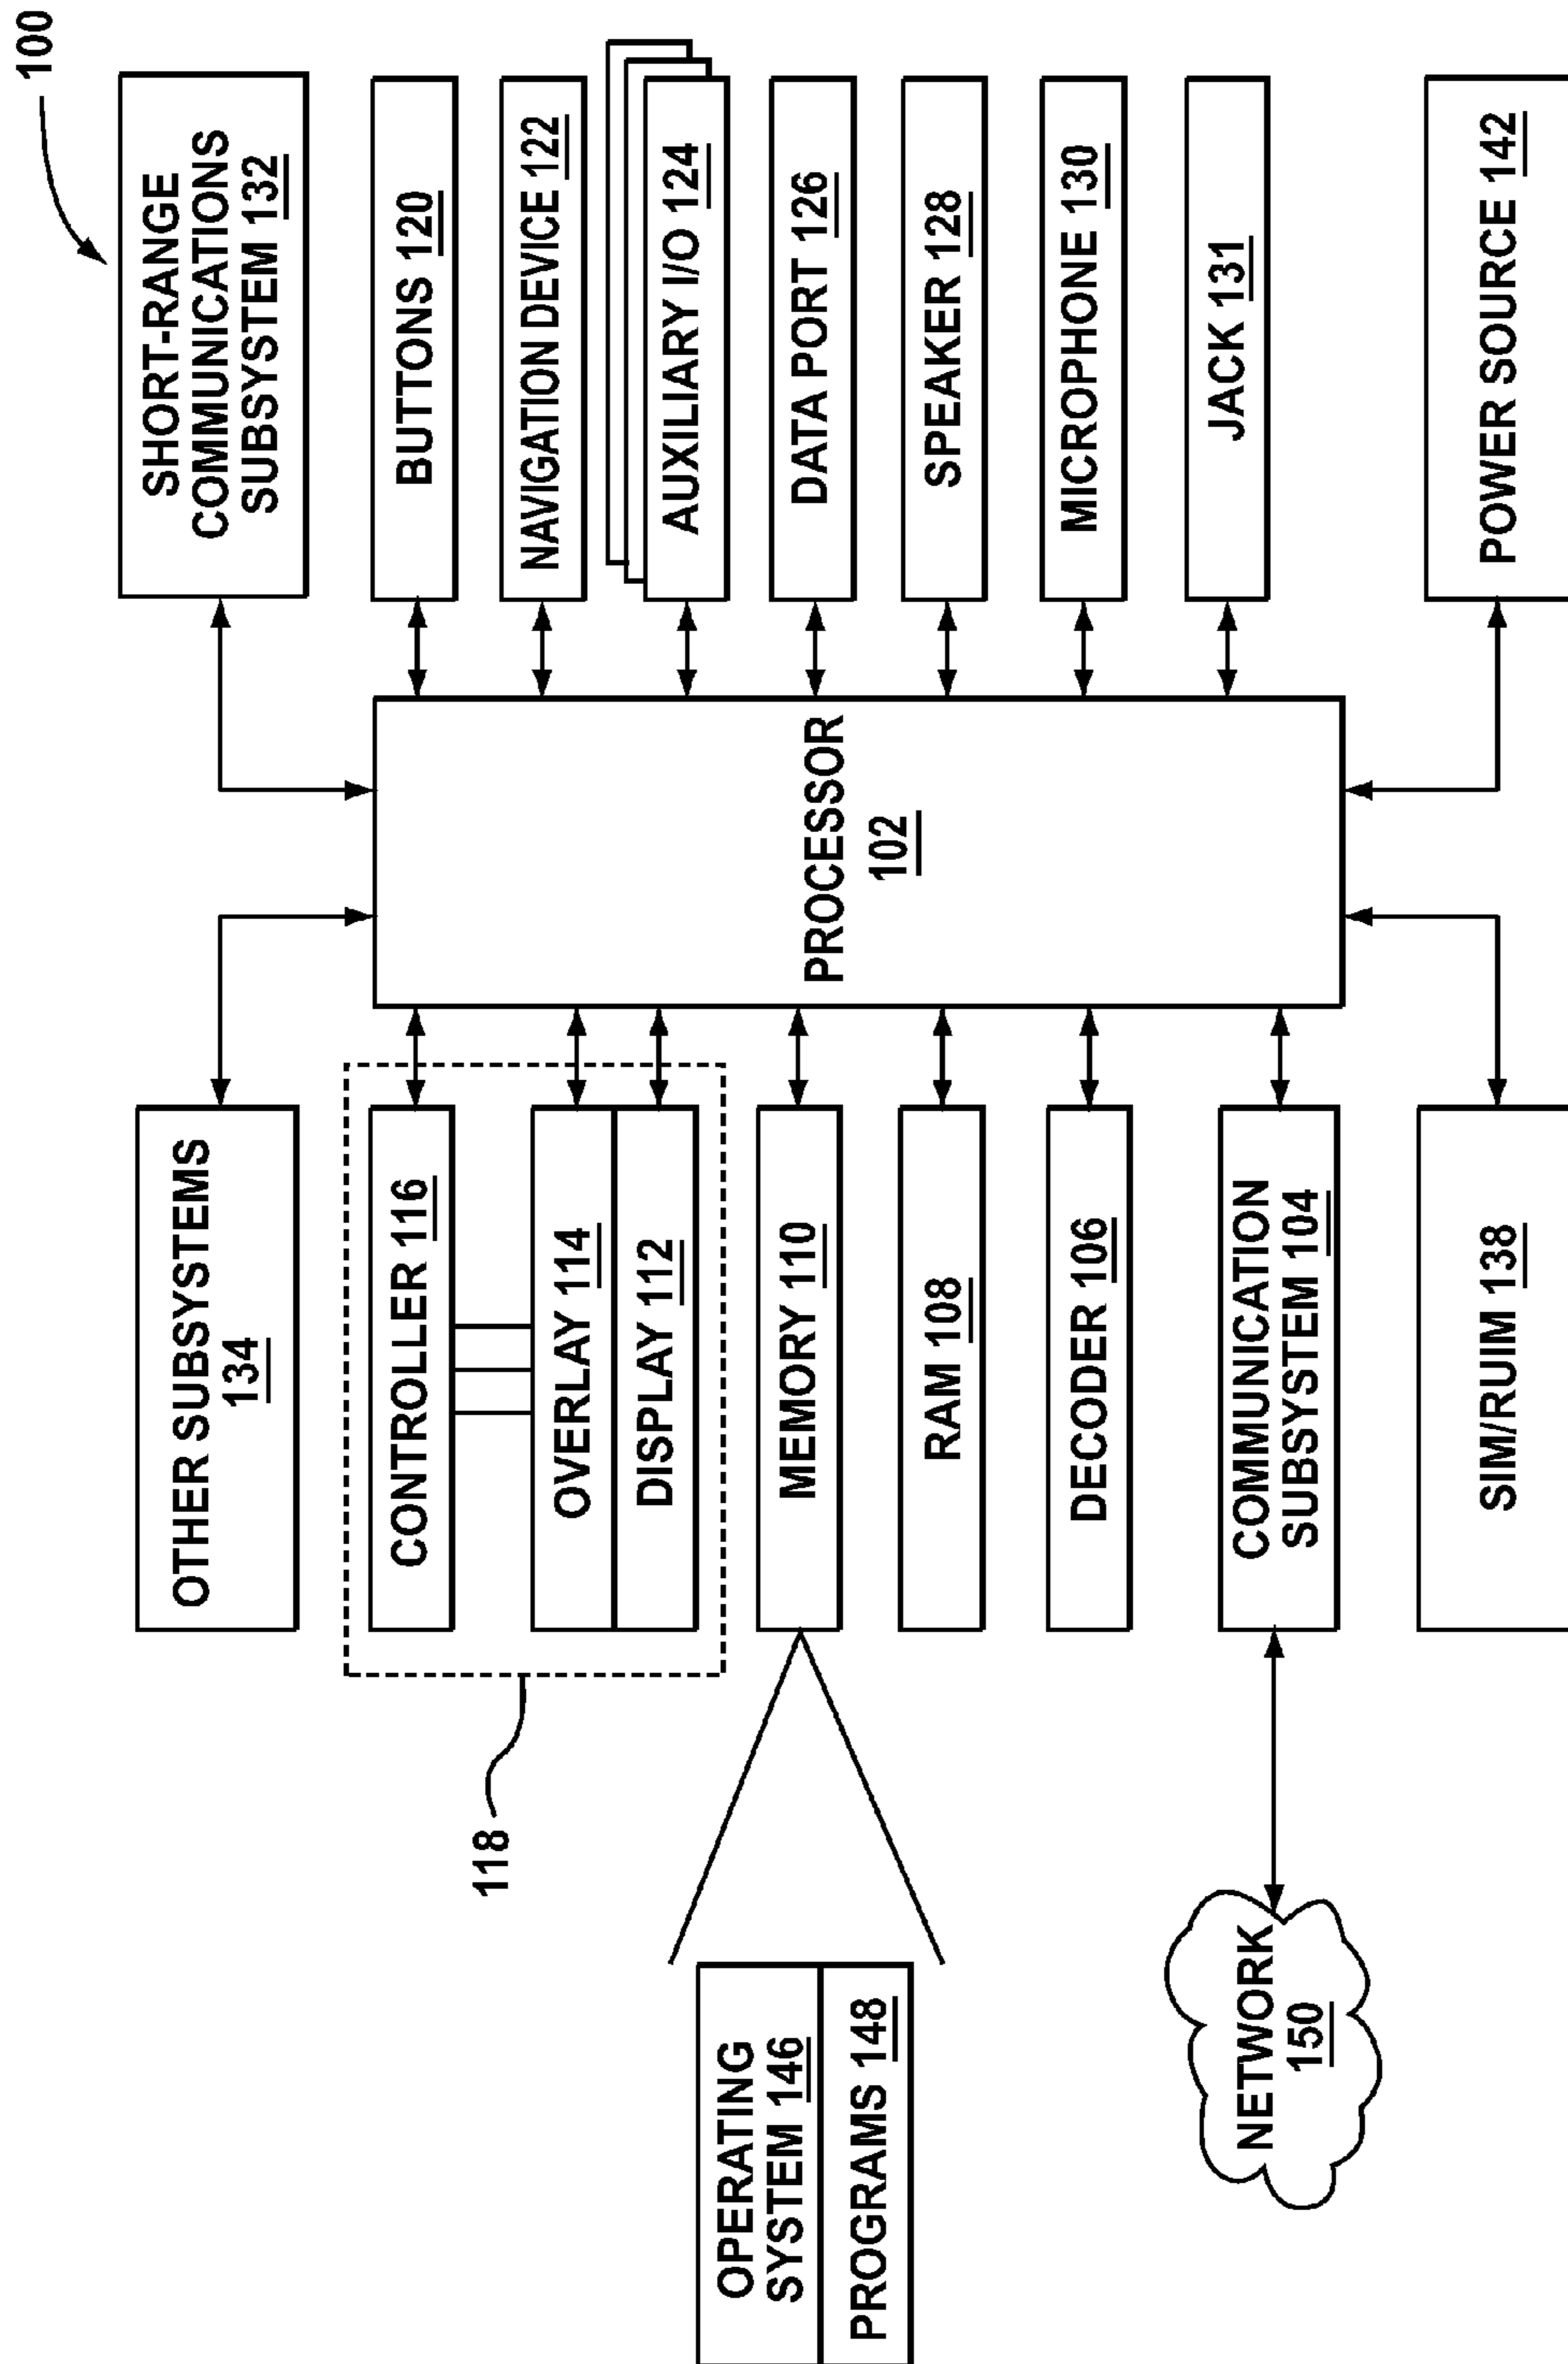 100
OTHER SUBSYSTEMS
134
SHORT-RANGE
COMMUNICATIONS
SUBSYSTEM 132
118
CONTROLLER 116
OVERLAY 114
DISPLAY 112
OPERATING
SYSTEM 146
PROGRAMS 148
MEMORY 110
RAM 108
DECODER 106
NETWORK
150
COMMUNICATION
SUBSYSTEM 104
SIM/RUIM 138
PROCESSOR
102
BUTTONS 120
NAVIGATION DEVICE 122
AUXILIARY I/O 124
DATA PORT 126
SPEAKER 128
MICROPHONE 130
JACK 131
POWER SOURCE 142